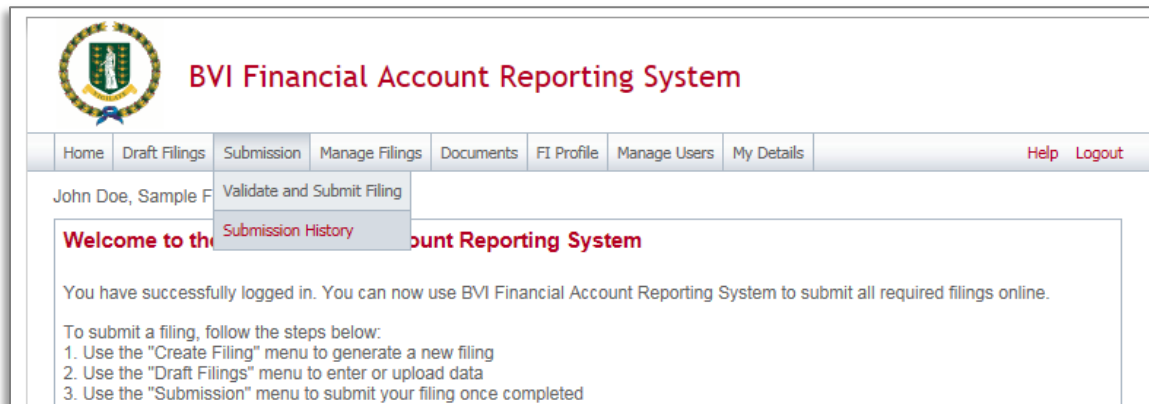 BVI Financial Account Reporting System
Home Draft Filings Submission Manage Filings Documents FI Profile Manage Users My Details Help Logout
John Doe, Sample F
Validate and Submit Filing
Submission History
Welcome to the ount Reporting System
You have successfully logged in. You can now use BVI Financial Account Reporting System to submit all required filings online.
To submit a filing, follow the steps below:
1. Use the "Create Filing" menu to generate a new filing
2. Use the "Draft Filings" menu to enter or upload data
3. Use the "Submission" menu to submit your filing once completed